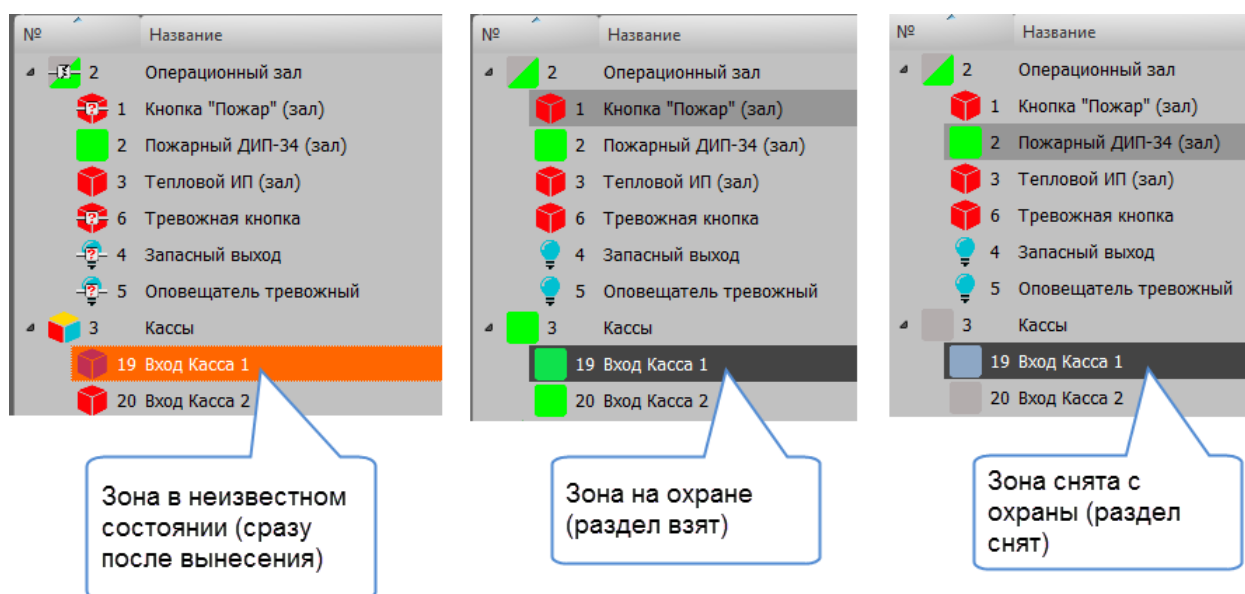 № Название
2 Операционный зал
1 Кнопка "Пожар" (зал)
2 Пожарный ДИП-34 (зал)
3 Тепловой ИП (зал)
6 Тревожная кнопка
4 Запасный выход
5 Оповещатель тревожный
3 Кассы
19 Вход Касса 1
20 Вход Касса 2
Зона в неизвестном
состоянии (сразу
после вынесения)
№ Название
2 Операционный зал
1 Кнопка "Пожар" (зал)
2 Пожарный ДИП-34 (зал)
3 Тепловой ИП (зал)
6 Тревожная кнопка
4 Запасный выход
5 Оповещатель тревожный
3 Кассы
19 Вход Касса 1
20 Вход Касса 2
Зона на охране
(раздел взят)
№ Название
2 Операционный зал
1 Кнопка "Пожар" (зал)
2 Пожарный ДИП-34 (зал)
3 Тепловой ИП (зал)
6 Тревожная кнопка
4 Запасный выход
5 Оповещатель тревожный
3 Кассы
19 Вход Касса 1
20 Вход Касса 2
Зона снята с
охраны (раздел
снят)